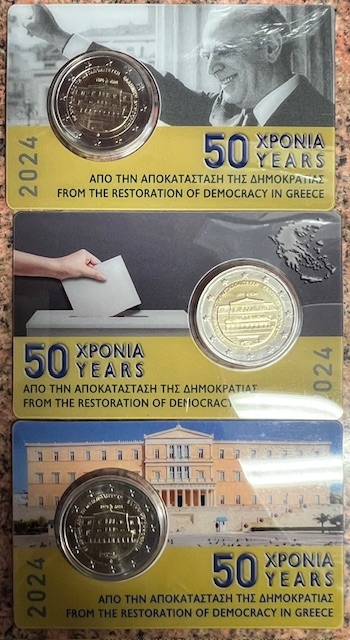 2024
50 ΧΡΟΝΙΑ
YEARS
ΑΠΟ ΤΗΝ ΑΠΟΚΑΤΑΣΤΑΣΗ ΤΗΣ ΔΗΜΟΚΡΑΤΙΑΣ
FROM THE RESTORATION OF DEMOCRACY IN GREECE
50 ΧΡΟΝΙΑ
YEARS
ΑΠΟ ΤΗΝ ΑΠΟΚΑΤΑΣΤΑΣΗ ΤΗΣ ΔΗΜΟΚΡΑΤΙΑΣ
FROM THE RESTORATION OF DEMOCRACY
2024
2024
50 ΧΡΟΝΙΑ
YEARS
ΑΠΟ ΤΗΝ ΑΠΟΚΑΤΑΣΤΑΣΗ ΤΗΣ ΔΗΜΟΚΡΑΤΙΑΣ
FROM THE RESTORATION OF DEMOCRACY IN GREECE